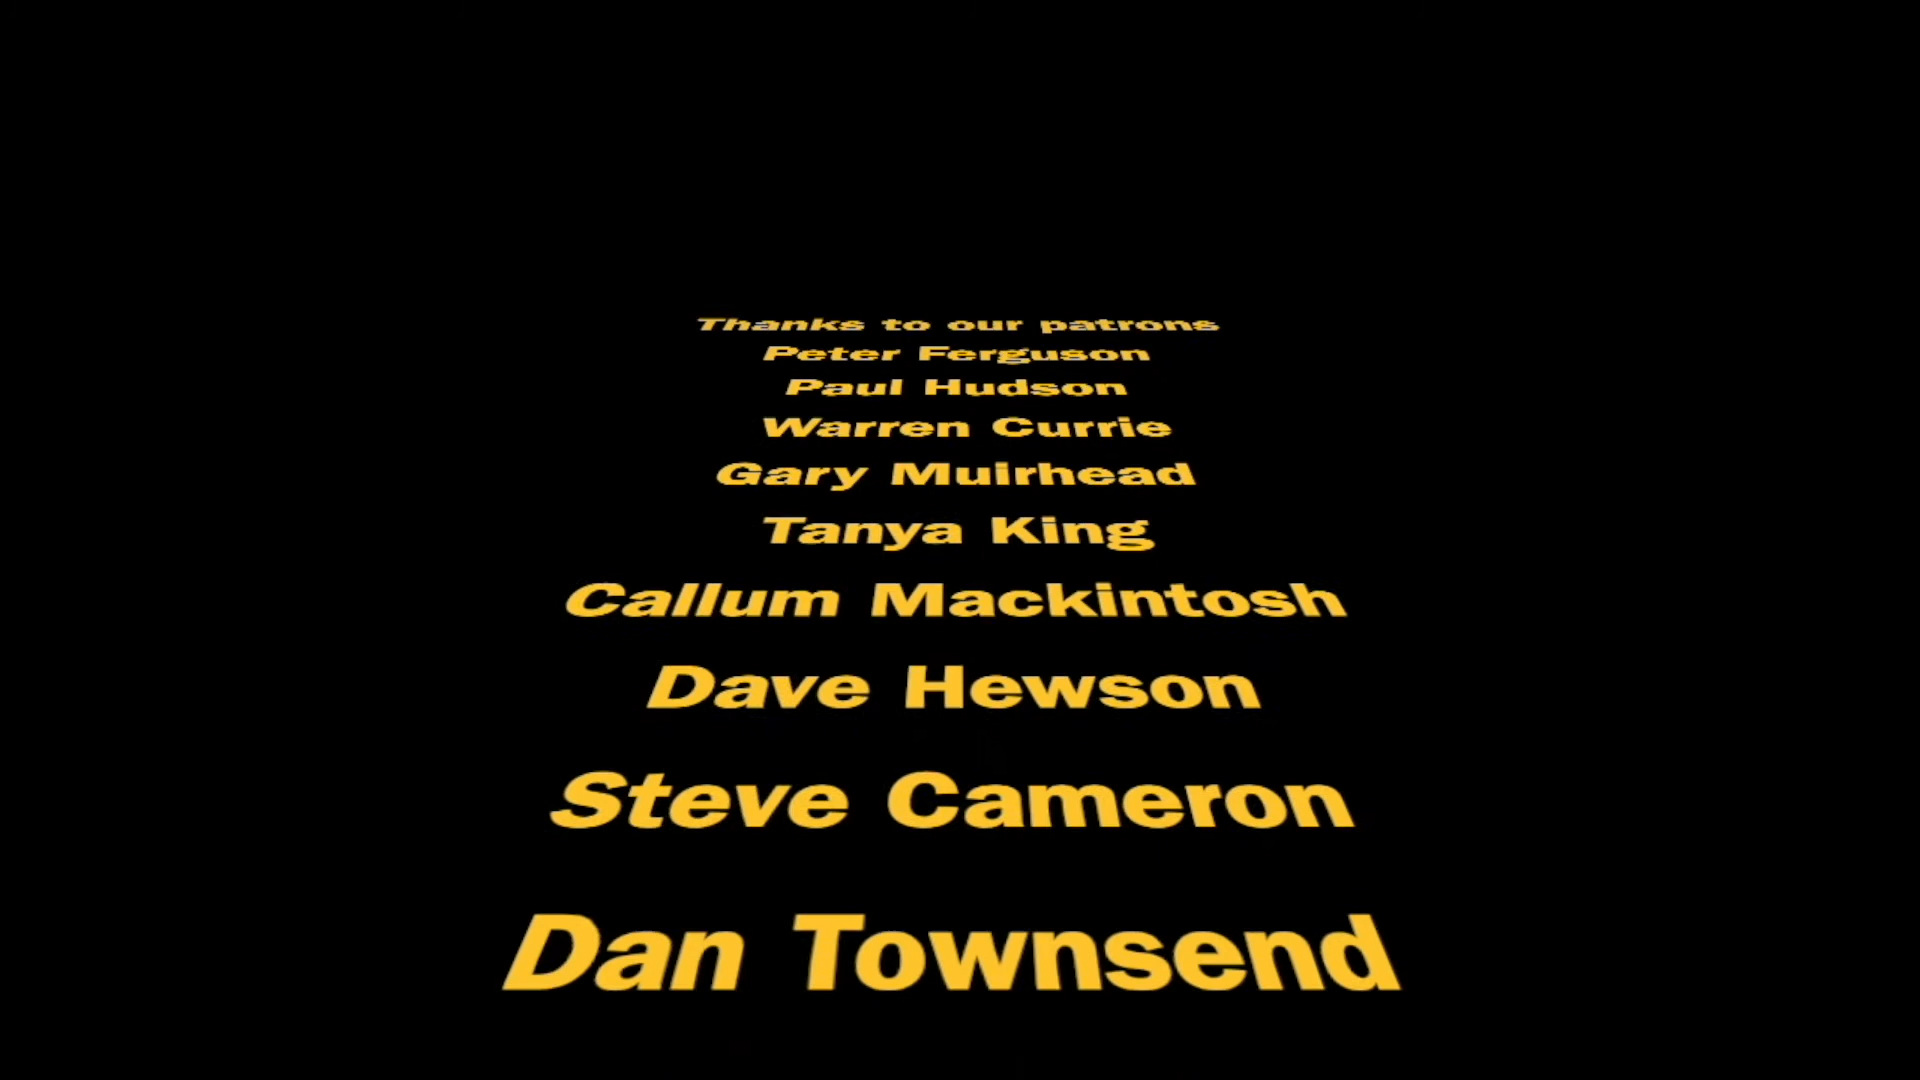 Thanks to our patrons
Peter Ferguson
Paul Hudson
Warren Currie
Gary Muirhead
Tanya King
Callum Mackintosh
Dave Hewson
Steve Cameron
Dan Townsend